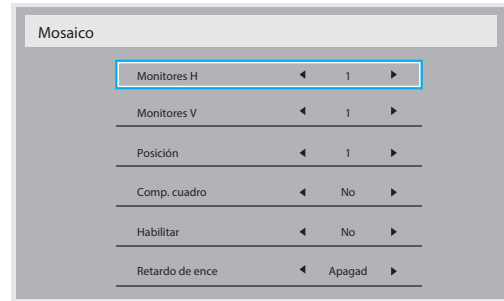 Mosaico
Monitores H 1
Monitores V 1
Posición 1
Comp. cuadro No
Habilitar No
Retardo de ence Apagad